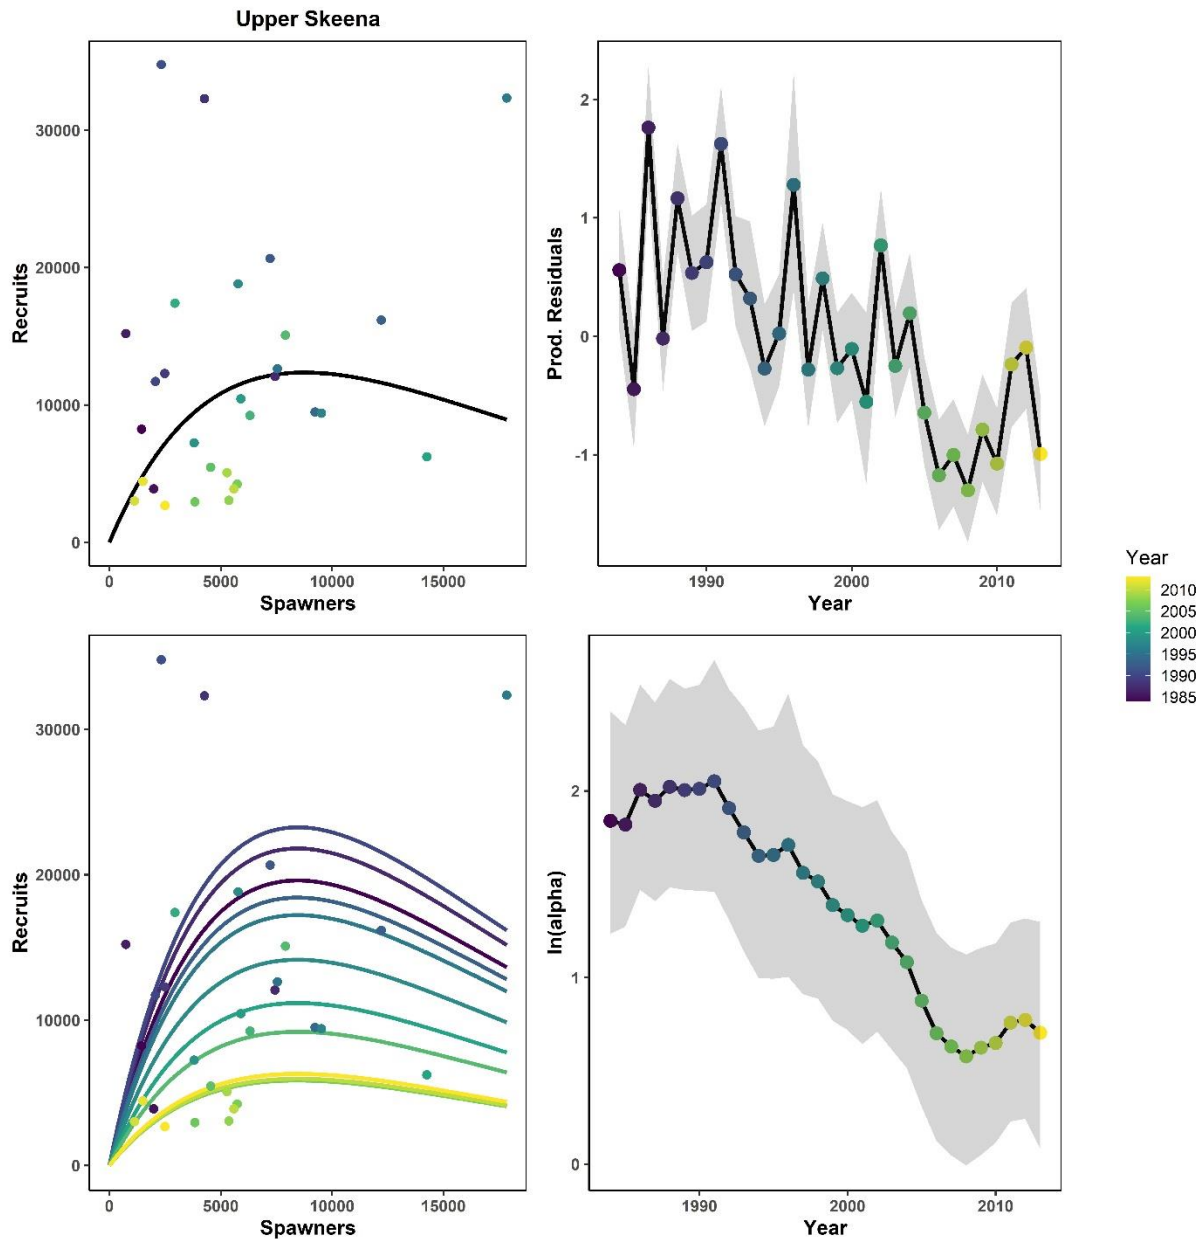 Upper Skeena
30000
20000
10000
0
Recruits
0 5000 10000 15000
Spawners
2
1
0
-1
Prod. Residuals
1990 2000 2010
Year
Year
2010
2005
2000
1995
1990
1985
30000
20000
10000
0
Recruits
0 5000 10000 15000
Spawners
2
1
0
ln(alpha)
1990 2000 2010
Year